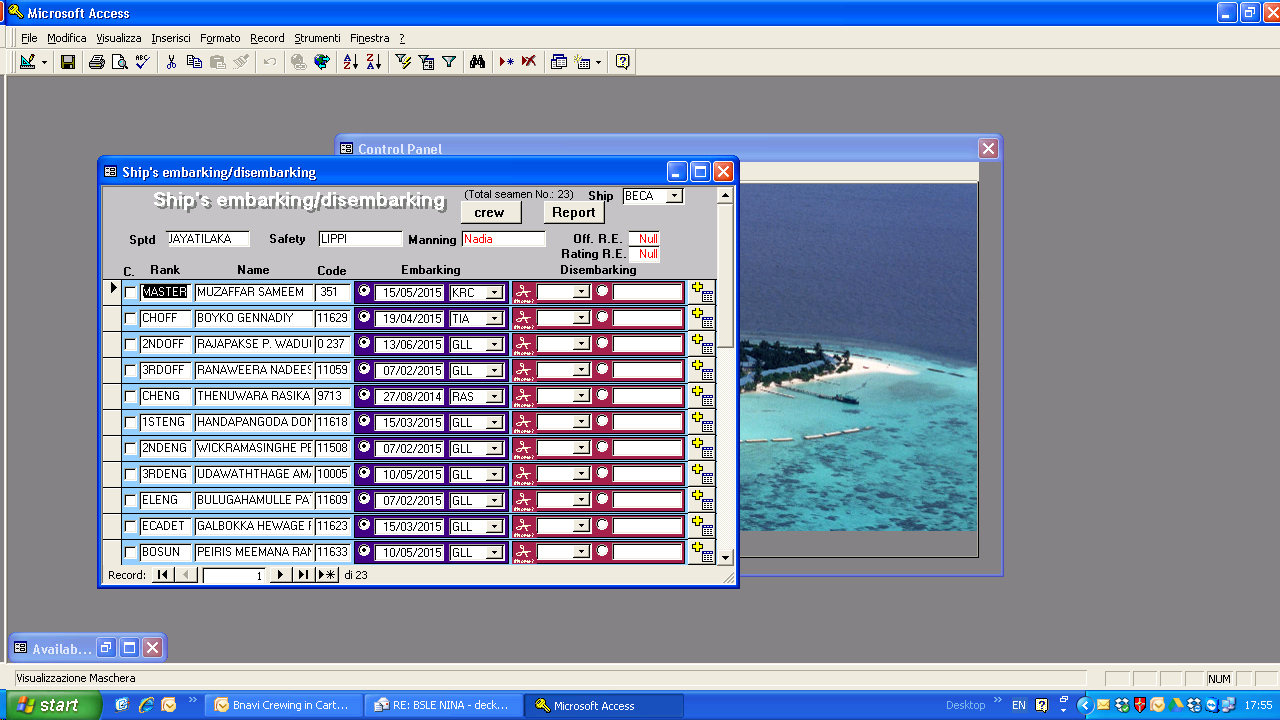 Microsoft Access
File Modifica Visualizza Inserisci Formato Record Strumenti Finestra ?
Control Panel
Ship's embarking/disembarking
Ship's embarking/disembarking
(Total seamen No.: 23) Ship BECA
crew Report
Sptd JAYATILAKA Safety LIPPI Manning Nadia Off. R.E. Null
Rating R.E. Null
C. Rank Name Code Embarking Disembarking
MASTER MUZAFFAR SAMEEM 351 15/05/2015 KRC
CHOFF BOYKO GENNADIY 11629 19/04/2015 TIA
2NDOFF RAJAPAKSE P. WADUI 0 237 13/06/2015 GLL
3RDOFF RANAWEERA NADEES 11059 07/02/2015 GLL
CHENG THENUWARA RASIKA 9713 27/08/2014 RAS
1STENG HANDAPANGODA DON 11618 15/03/2015 GLL
2NDENG WICKRAMASINGHE PE 11508 07/02/2015 GLL
3RDENG UDAWATHTHAGE AMA 10005 10/05/2015 GLL
ELENG BULUGAHAMULLE PA 11609 07/02/2015 GLL
ECADET GALBOKKA HEWAGE 11623 15/03/2015 GLL
BOSUN PEIRIS MEEMANA RAN 11633 10/05/2015 GLL
Record: 1 di 23
Availab...
Visualizzazione Maschera NUM
start Bnavi Crewing in Cart... RE: BSLE NINA - deck... Microsoft Access Desktop EN 17:55